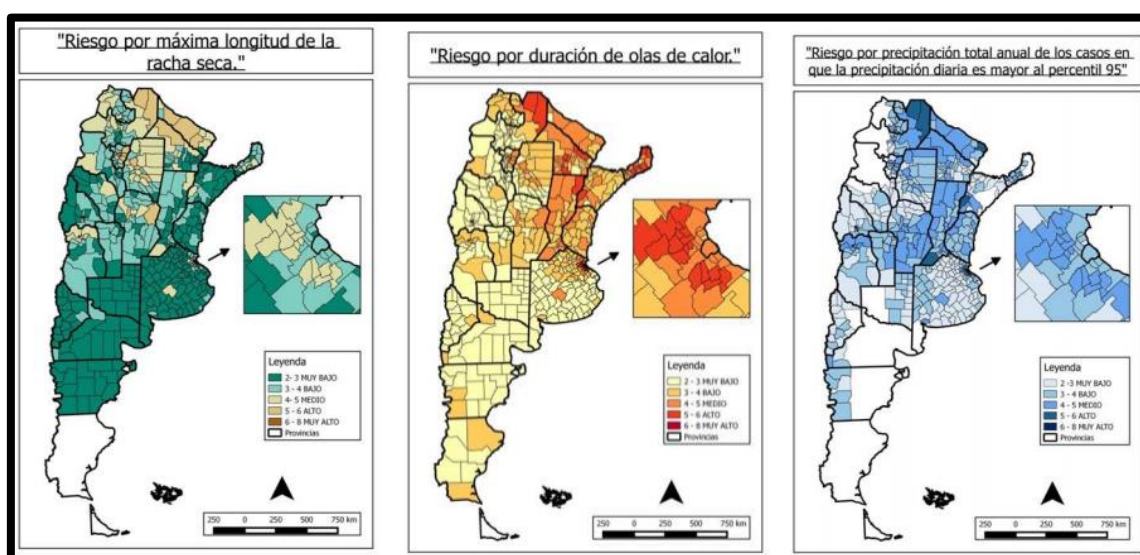 "Riesgo por máxima longitud de la
racha seca."
Leyenda
2- 3 MUY BAJO
3 - 4 BAJO
4- 5 MEDIO
5 - 6 ALTO
6 - 8 MUY ALTO
Provincias
250 0 250 500 750 km
"Riesgo por duración de olas de calor."
Leyenda
2 - 3 MUY BAJO
3 - 4 BAJO
4 - 5 MEDIO
5 - 6 ALTO
6 - 8 MUY ALTO
Provincias
250 0 250 500 750 km
"Riesgo por precipitación total anual de los casos en
que la precipitación diaria es mayor al percentil 95"
Leyenda
2 -3 MUY BAJO
3 - 4 BAJO
4 - 5 MEDIO
5 - 6 ALTO
6 - 8 MUY ALTO
Provincias
250 0 250 500 750 km